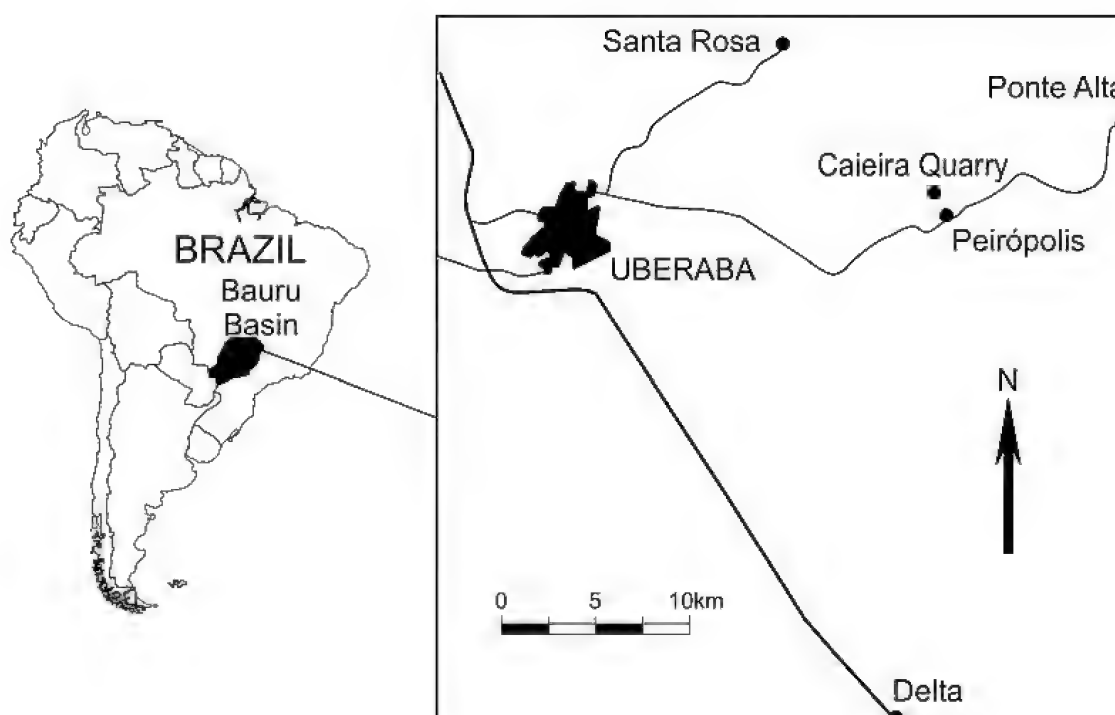 BRAZIL
Bauru
Basin
Santa Rosa
Ponte Alta
Caieira Quarry
Peirópolis
UBERABA
N
0 5 10km
Delta